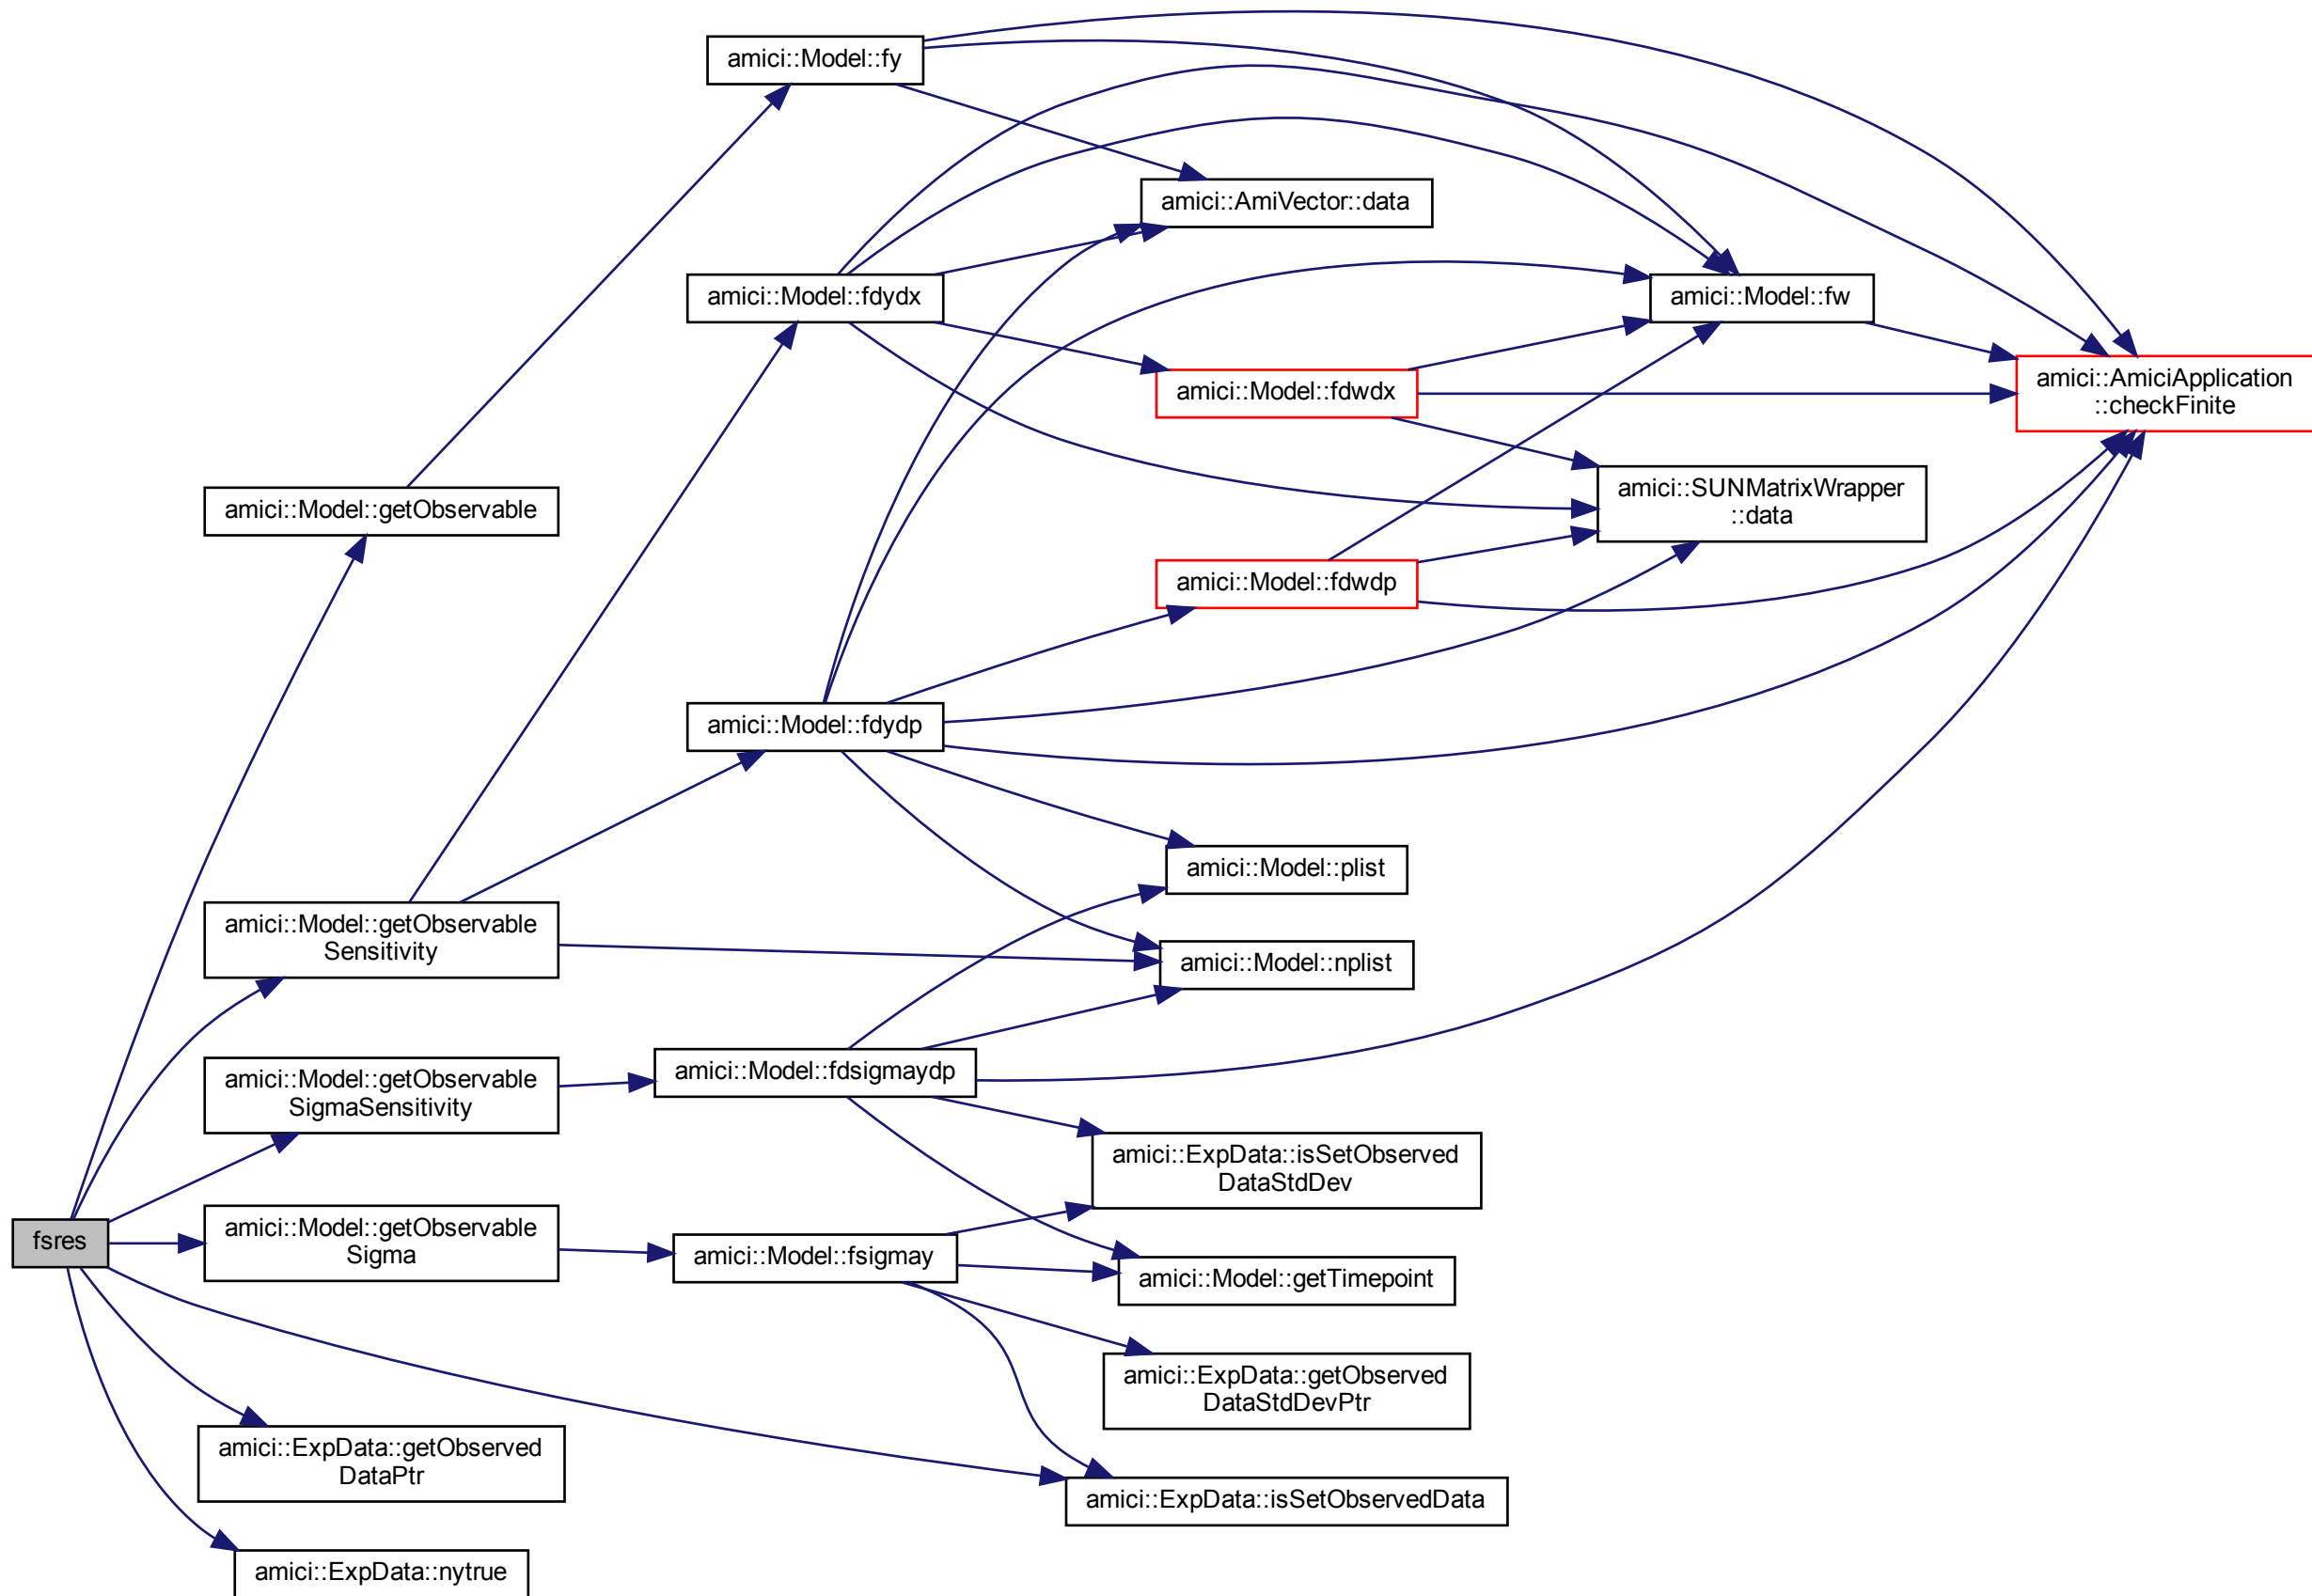 amici::Model::fy
amici::AmiVector::data
amici::Model::fdydx
amici::Model::fw
amici::Model::fdwdx
amici::AmiciApplication
::checkFinite
amici::Model::getObservable
amici::SUNMatrixWrapper
::data
amici::Model::fdwdp
amici::Model::fdydp
amici::Model::plist
amici::Model::getObservable
Sensitivity
amici::Model::nplist
amici::Model::getObservable
SigmaSensitivity
amici::Model::fdsigmaydp
amici::ExpData::isSetObserved
DataStdDev
fsres
amici::Model::getObservable
Sigma
amici::Model::fsigmay
amici::Model::getTimepoint
amici::ExpData::getObserved
DataStdDevPtr
amici::ExpData::getObserved
DataPtr
amici::ExpData::isSetObservedData
amici::ExpData::nytrue